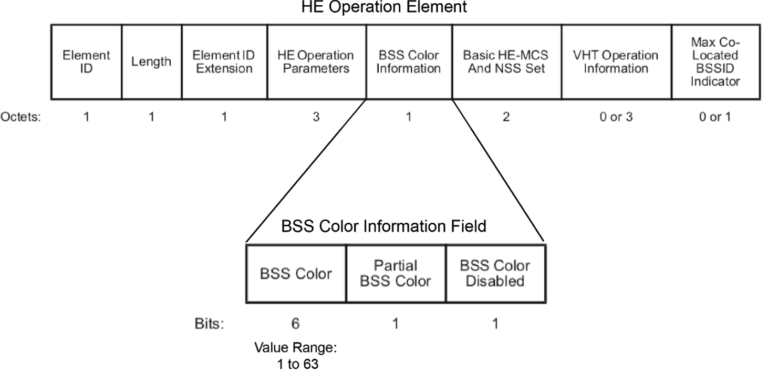 HE Operation Element
Element ID
Length
Element ID Extension
HE Operation Parameters
BSS Color Information
Basic HE-MCS And NSS Set
VHT Operation Information
Max Co-Located BSSID Indicator
Octets: 1 1 1 3 1 2 0 or 3 0 or 1
BSS Color Information Field
BSS Color
Partial BSS Color
BSS Color Disabled
Bits: 6 1 1
Value Range:
1 to 63